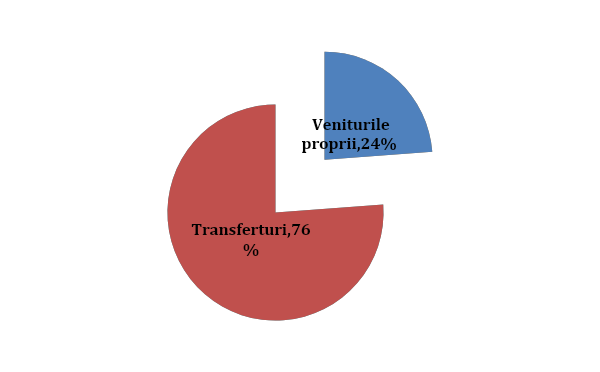 Veniturile
proprii,24%
Transferturi,76
%